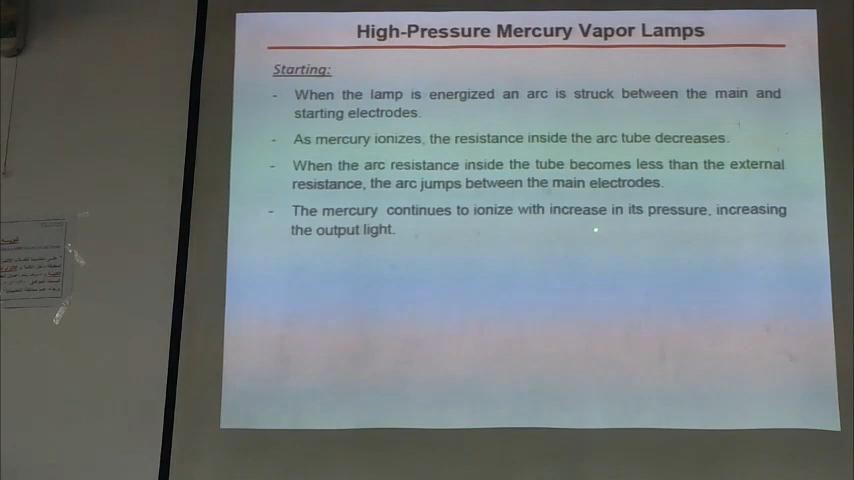 High-Pressure Mercury Vapor Lamps
Starting:
- When the lamp is energized an arc is struck between the main and
starting electrodes.
- As mercury ionizes, the resistance inside the arc tube decreases.
- When the arc resistance inside the tube becomes less than the external
resistance, the arc jumps between the main electrodes.
- The mercury continues to ionize with increase in its pressure, increasing
the output light.